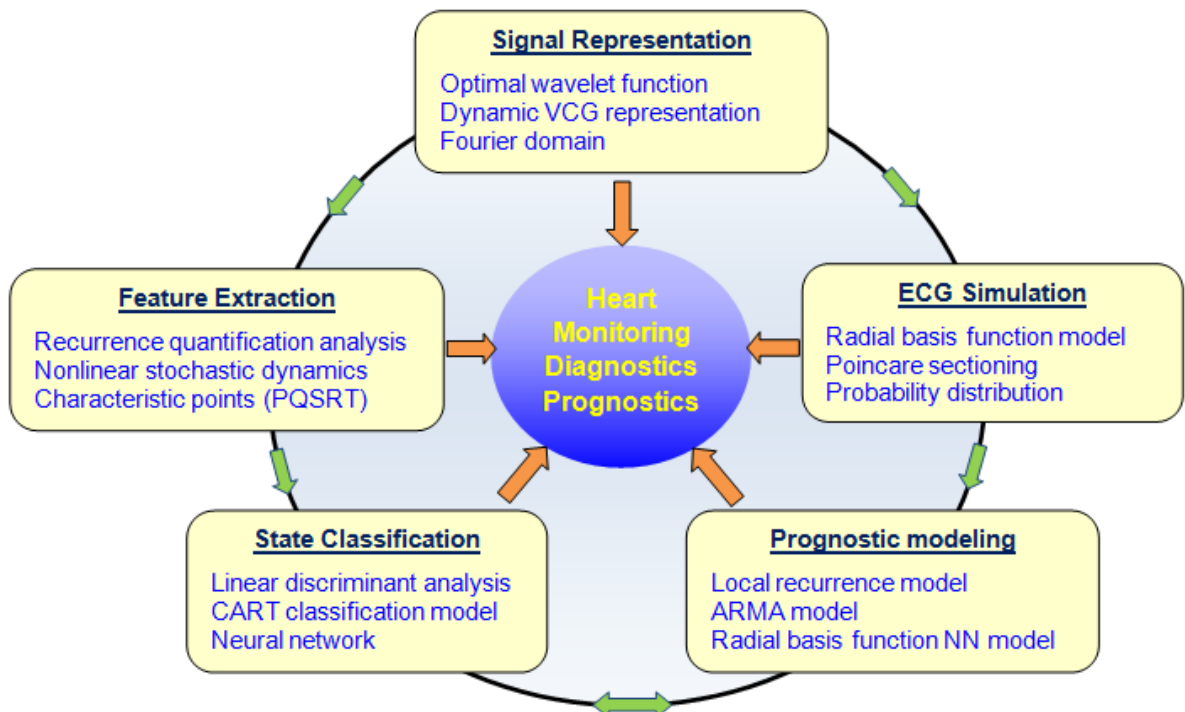 Signal Representation
Optimal wavelet function
Dynamic VCG representation
Fourier domain
Feature Extraction
Recurrence quantification analysis
Nonlinear stochastic dynamics
Characteristic points (PQSRT)
Heart
Monitoring
Diagnostics
Prognostics
ECG Simulation
Radial basis function model
Poincare sectioning
Probability distribution
State Classification
Linear discriminant analysis
CART classification model
Neural network
Prognostic modeling
Local recurrence model
ARMA model
Radial basis function NN model